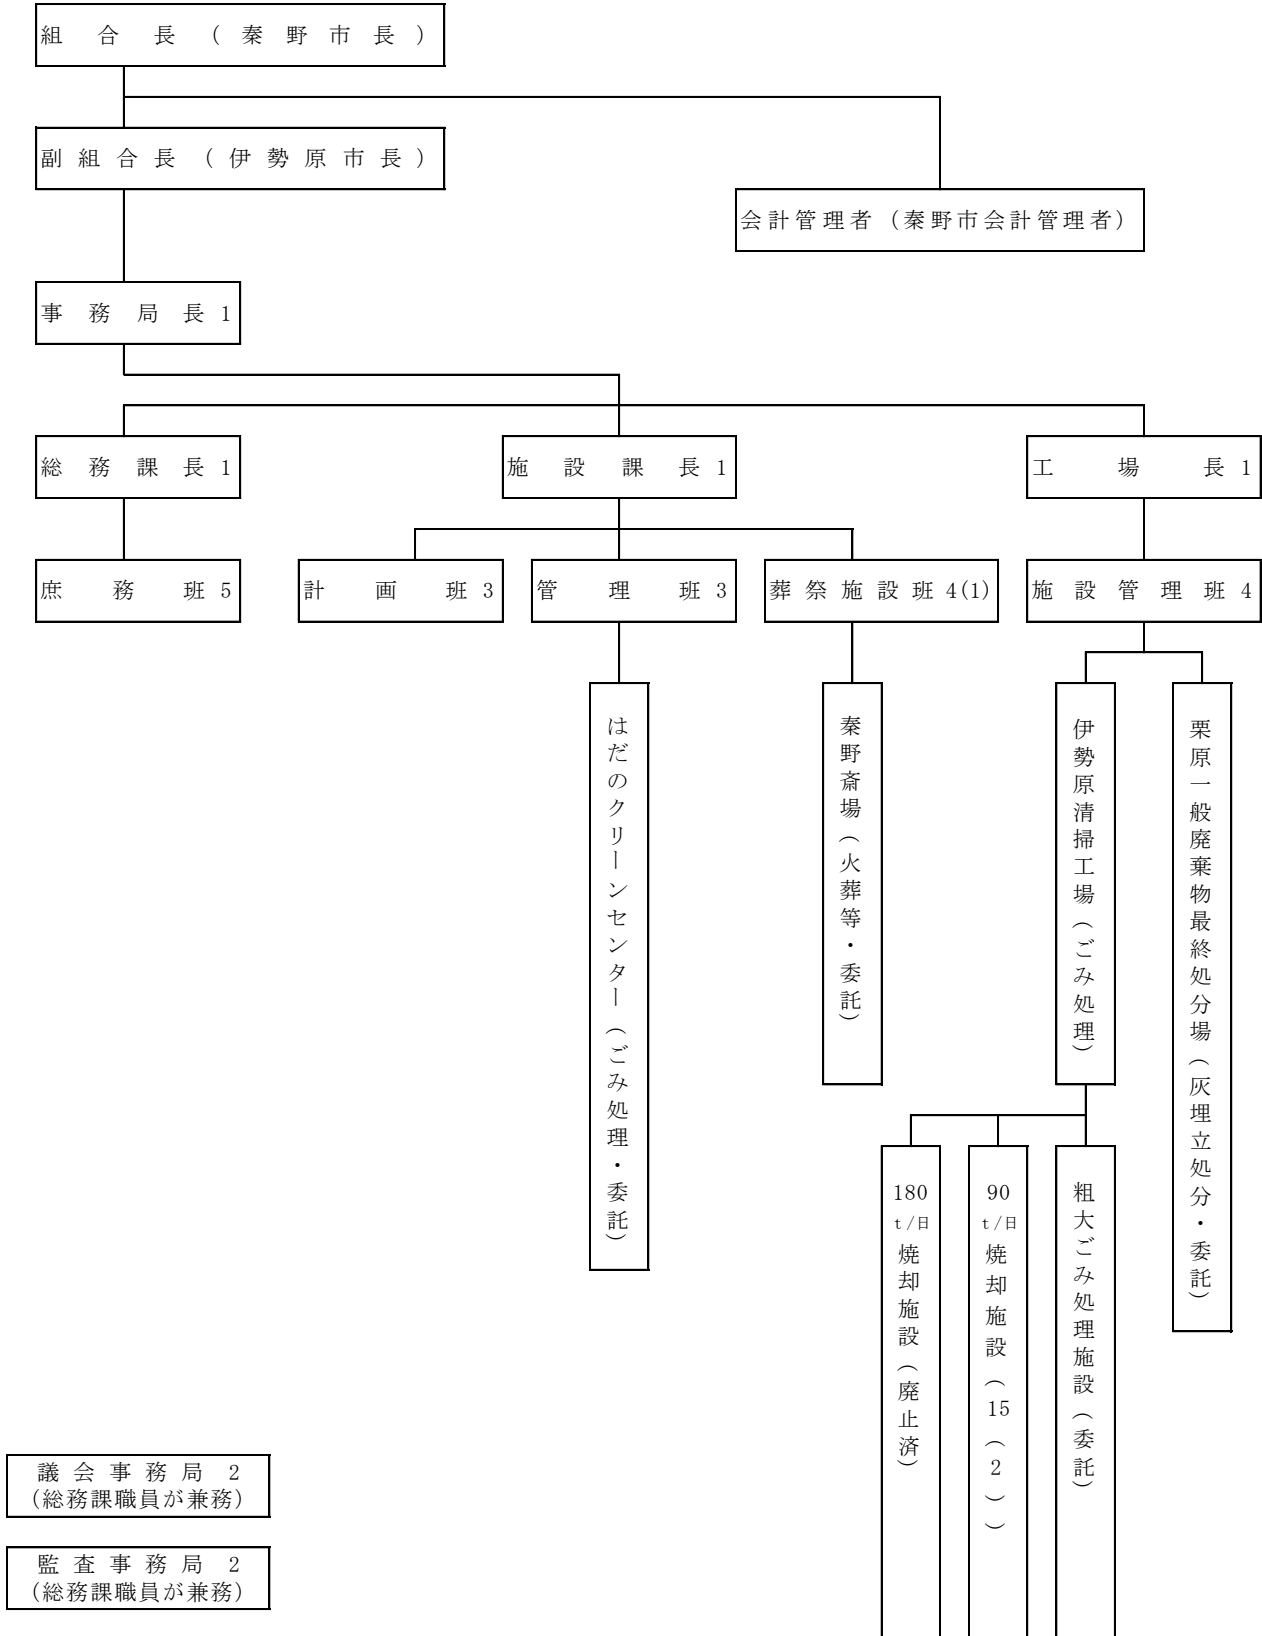 組合長(秦野市長)
副組合長(伊勢原市長)
会計管理者(秦野市会計管理者)
事務局長 1
総務課長 1
施設課長 1
工場長 1
庶務班 5
計画班 3
管理班 3
葬祭施設班 4(1)
施設管理班 4
はだのクリーンセンター(ごみ処理・委託)
秦野斎場(火葬等・委託)
伊勢原清掃工場(ごみ処理)
栗原一般廃棄物最終処分場(灰埋立処分・委託)
180t/日焼却施設(廃止済)
90t/日焼却施設(15(2))
粗大ごみ処理施設(委託)
議会事務局 2
(総務課職員が兼務)
監査事務局 2
(総務課職員が兼務)